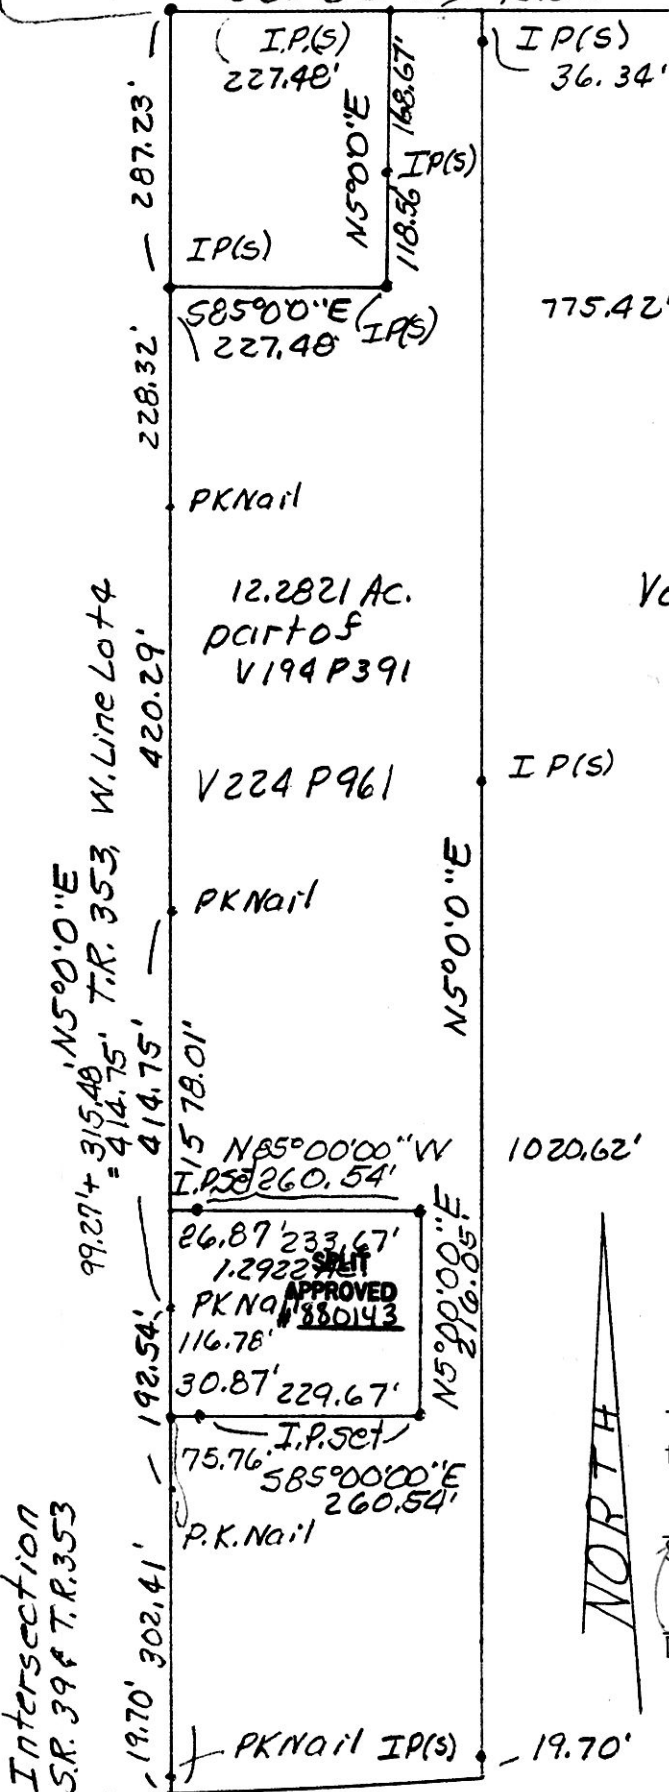 I.P.(S)
227.48'
I P(S)
36.34'
287.23'
N5°00'0"E
168.67'
IP(S)
118.56'
IP(S)
S85°00'0"E
227.48
IP(S)
775.42'
228.32'
PKNail
12.2821 AC.
part of
V194 P391
420.29'
V224 P961
I P(S)
N5°0'0"E
T.R. 353, W. Line Lot 4
PKNail
N5°0'0"E
99.27'+315.48'
=414.75'
414.75'
1578.01'
N85°00'00"W
I.P.Set 260.54'
1020.62'
26.87' 233.67'
1.2922 AC
SPLIT
APPROVED
#880143
PKNail
116.78'
30.87' 229.67'
N5°00'00"E
216.05'
192.54'
I.P.Set
75.76'
S85°00'00"E
260.54'
P.K.Nail
NORTH
Intersection
S.R. 39 & T.R. 353
302.41'
19.70'
PKNail IP(S)
19.70'